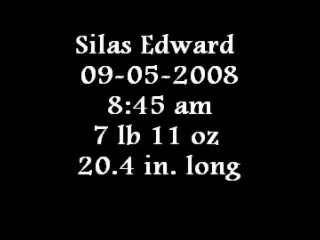 Silas Edward
09-05-2008
8:45 am
7 lb 11 oz
20.4 in. long